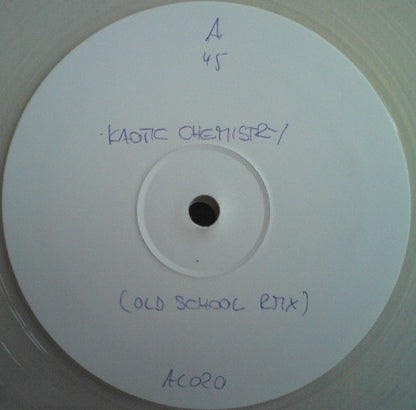 A
45
KAOTIC CHEMISTRY
(OLD SCHOOL RMX)
AC020